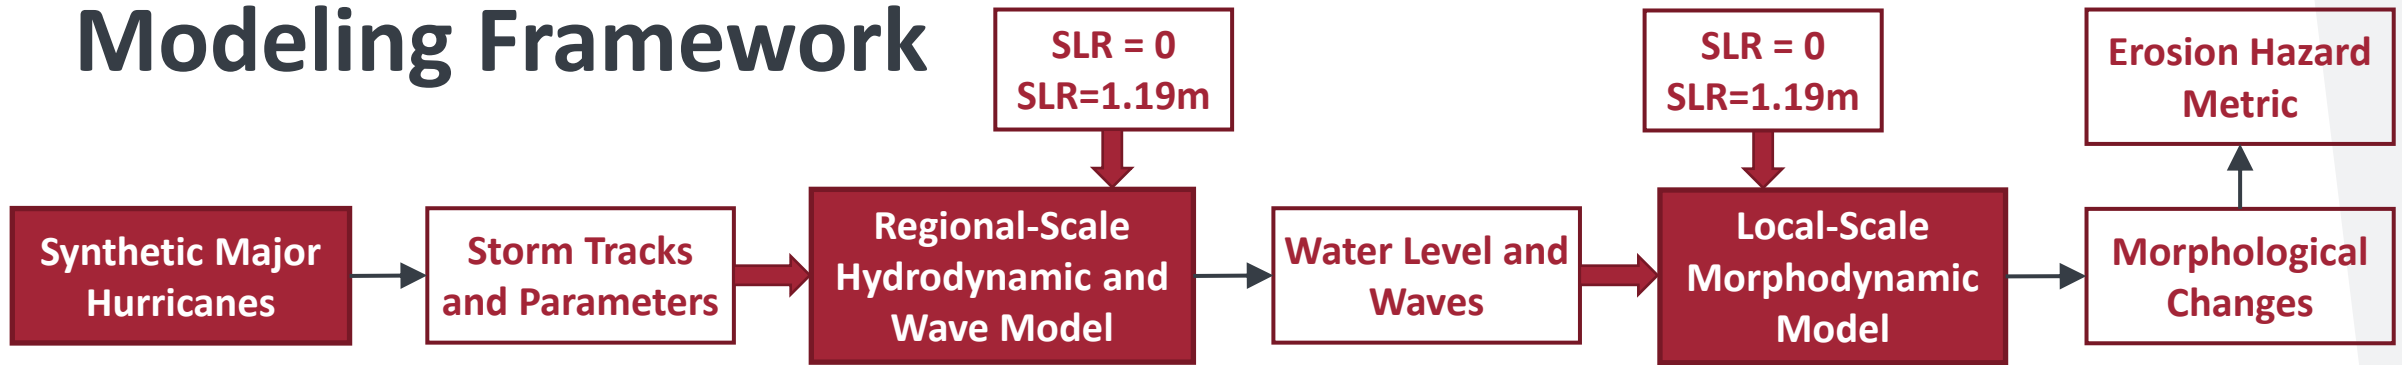 Modeling Framework
SLR = 0
SLR=1.19m
SLR = 0
SLR=1.19m
Erosion Hazard
Metric
Synthetic Major
Hurricanes
Storm Tracks
and Parameters
Regional-Scale
Hydrodynamic and
Wave Model
Water Level and
Waves
Local-Scale
Morphodynamic
Model
Morphological
Changes